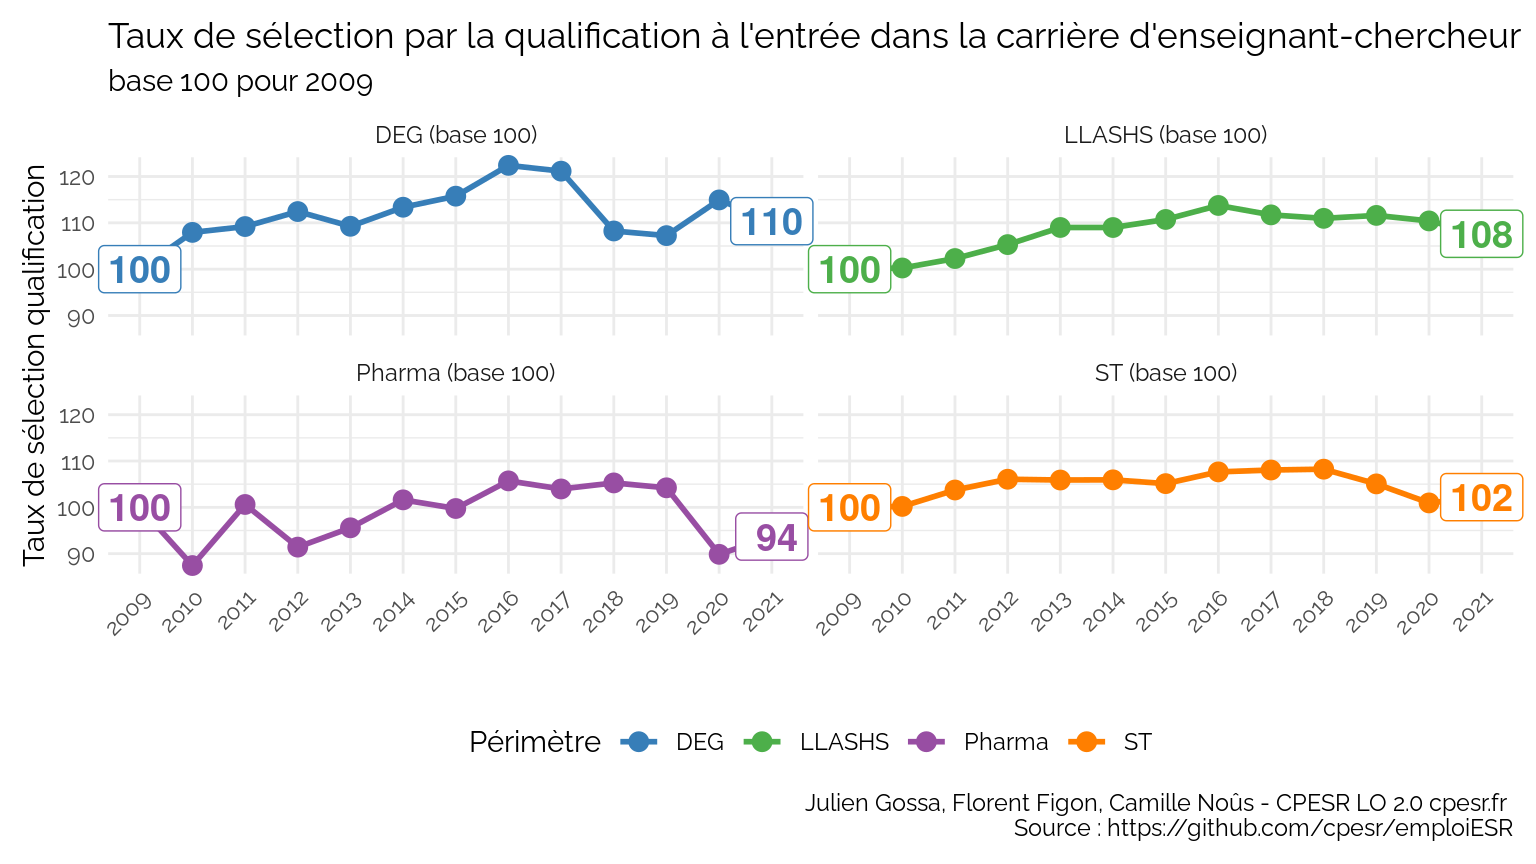 Taux de sélection par la qualification à l'entrée dans la carrière d'enseignant-chercheur
base 100 pour 2009
DEG (base 100)
LLASHS (base 100)
Taux de sélection qualification
120
110
100
90
100
110
100
108
Pharma (base 100)
ST (base 100)
120
110
100
90
100
94
100
102
2009 2010 2011 2012 2013 2014 2015 2016 2017 2018 2019 2020 2021
2009 2010 2011 2012 2013 2014 2015 2016 2017 2018 2019 2020 2021
Périmètre DEG LLASHS Pharma ST
Julien Gossa, Florent Figon, Camille Noûs - CPESR LO 2.0 cpesr.fr
Source : https://github.com/cpesr/emploiESR